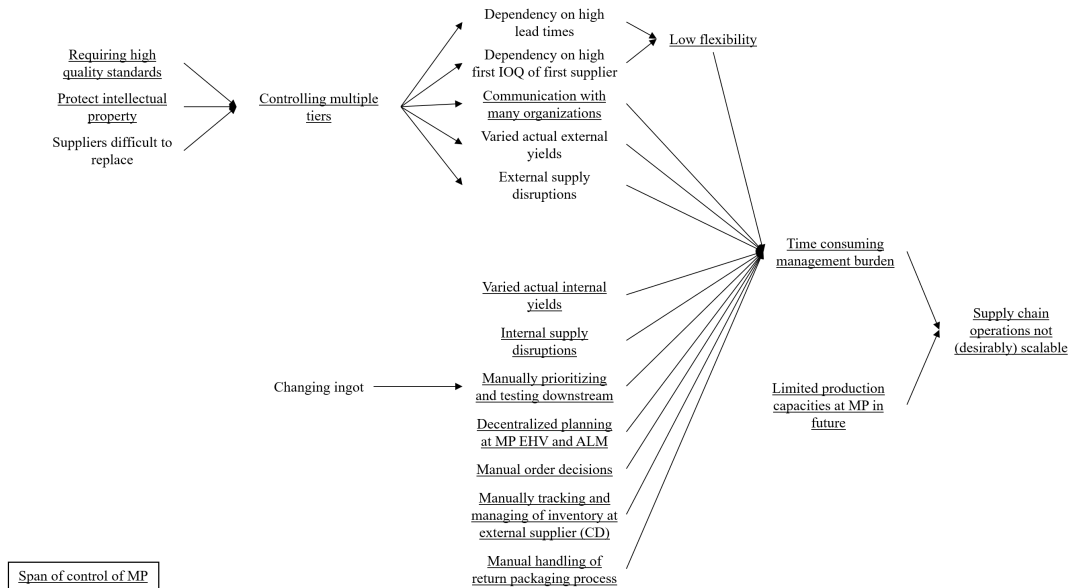 Requiring high
quality standards
Protect intellectual
property
Suppliers difficult to
replace
Controlling multiple
tiers
Dependency on high
lead times
Dependency on high
first IOQ of first supplier
Communication with
many organizations
Varied actual external
yields
External supply
disruptions
Low flexibility
Changing ingot
Varied actual internal
yields
Internal supply
disruptions
Manually prioritizing
and testing downstream
Decentralized planning
at MP EHV and ALM
Manual order decisions
Manually tracking and
managing of inventory at
external supplier (CD)
Manual handling of
return packaging process
Time consuming
management burden
Limited production
capacities at MP in
future
Supply chain
operations not
(desirably) scalable
Span of control of MP